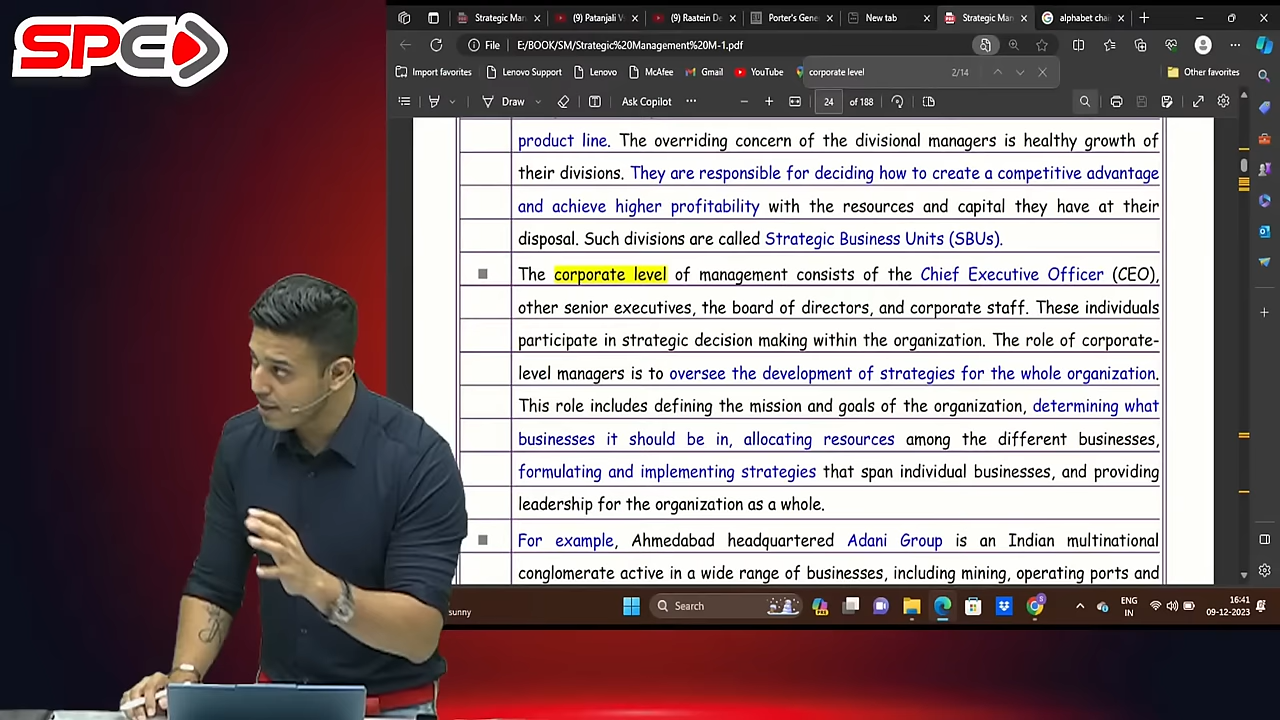 SPC
Strategic Man
(9) Patanjali V
(9) Raatein De
Porter's Gene
New tab
Strategic Man
alphabet chai
File
E:/BOOK/SM/Strategic%20Management%20M-1.pdf
Import favorites
Lenovo Support
Lenovo
McAfee
Gmail
YouTube
corporate level
2/14
Other favorites
Draw
Ask Copilot
24
of 188
product line. The overriding concern of the divisional managers is healthy growth of
their divisions. They are responsible for deciding how to create a competitive advantage
and achieve higher profitability with the resources and capital they have at their
disposal. Such divisions are called Strategic Business Units (SBUs).
The corporate level of management consists of the Chief Executive Officer (CEO),
other senior executives, the board of directors, and corporate staff. These individuals
participate in strategic decision making within the organization. The role of corporate-
level managers is to oversee the development of strategies for the whole organization.
This role includes defining the mission and goals of the organization, determining what
businesses it should be in, allocating resources among the different businesses,
formulating and implementing strategies that span individual businesses, and providing
leadership for the organization as a whole.
For example, Ahmedabad headquartered Adani Group is an Indian multinational
conglomerate active in a wide range of businesses, including mining, operating ports and
sunny
Search
ENG
IN
16:41
09-12-2023